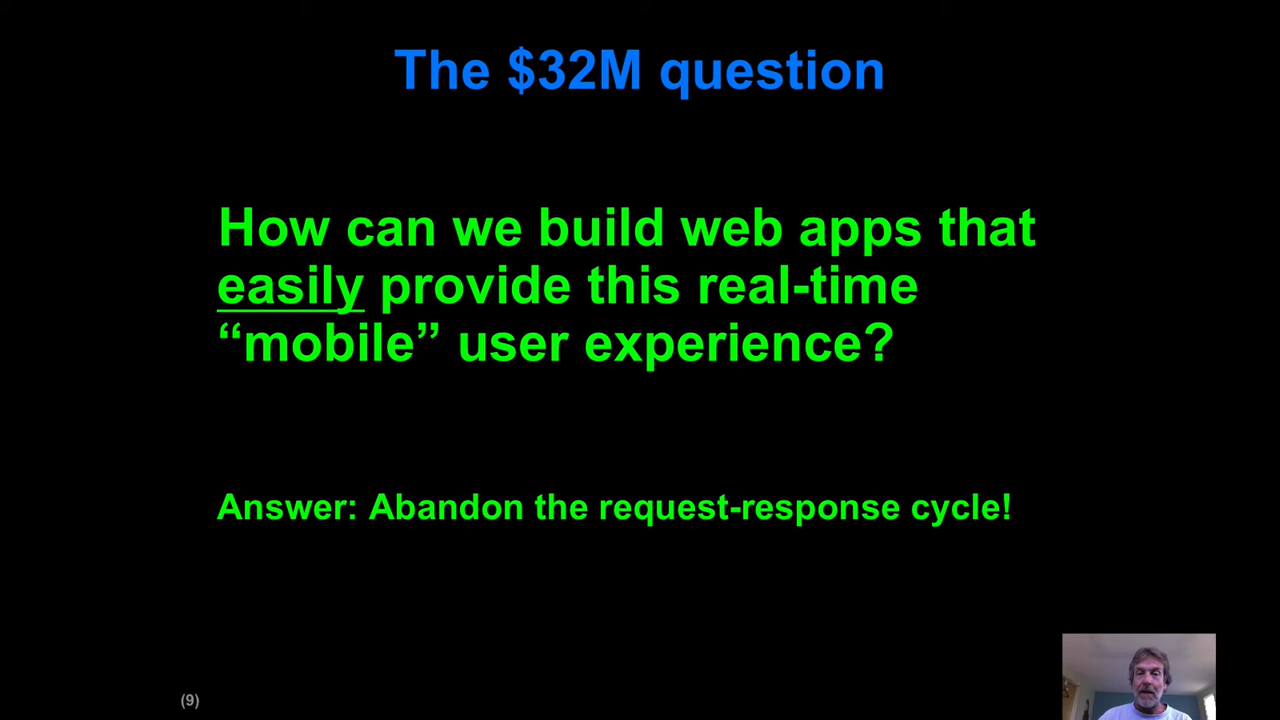 The $32M question
How can we build web apps that
easily provide this real-time
“mobile” user experience?
Answer: Abandon the request-response cycle!
(9)